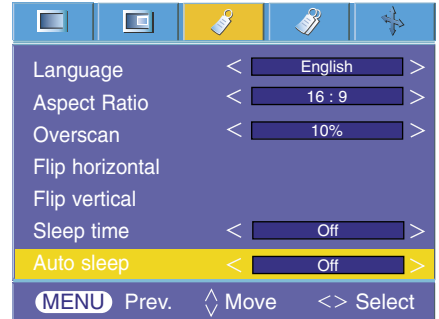 Language < English >
Aspect Ratio < 16 : 9 >
Overscan < 10% >
Flip horizontal
Flip vertical
Sleep time < Off >
Auto sleep < Off >
MENU Prev. Move <> Select